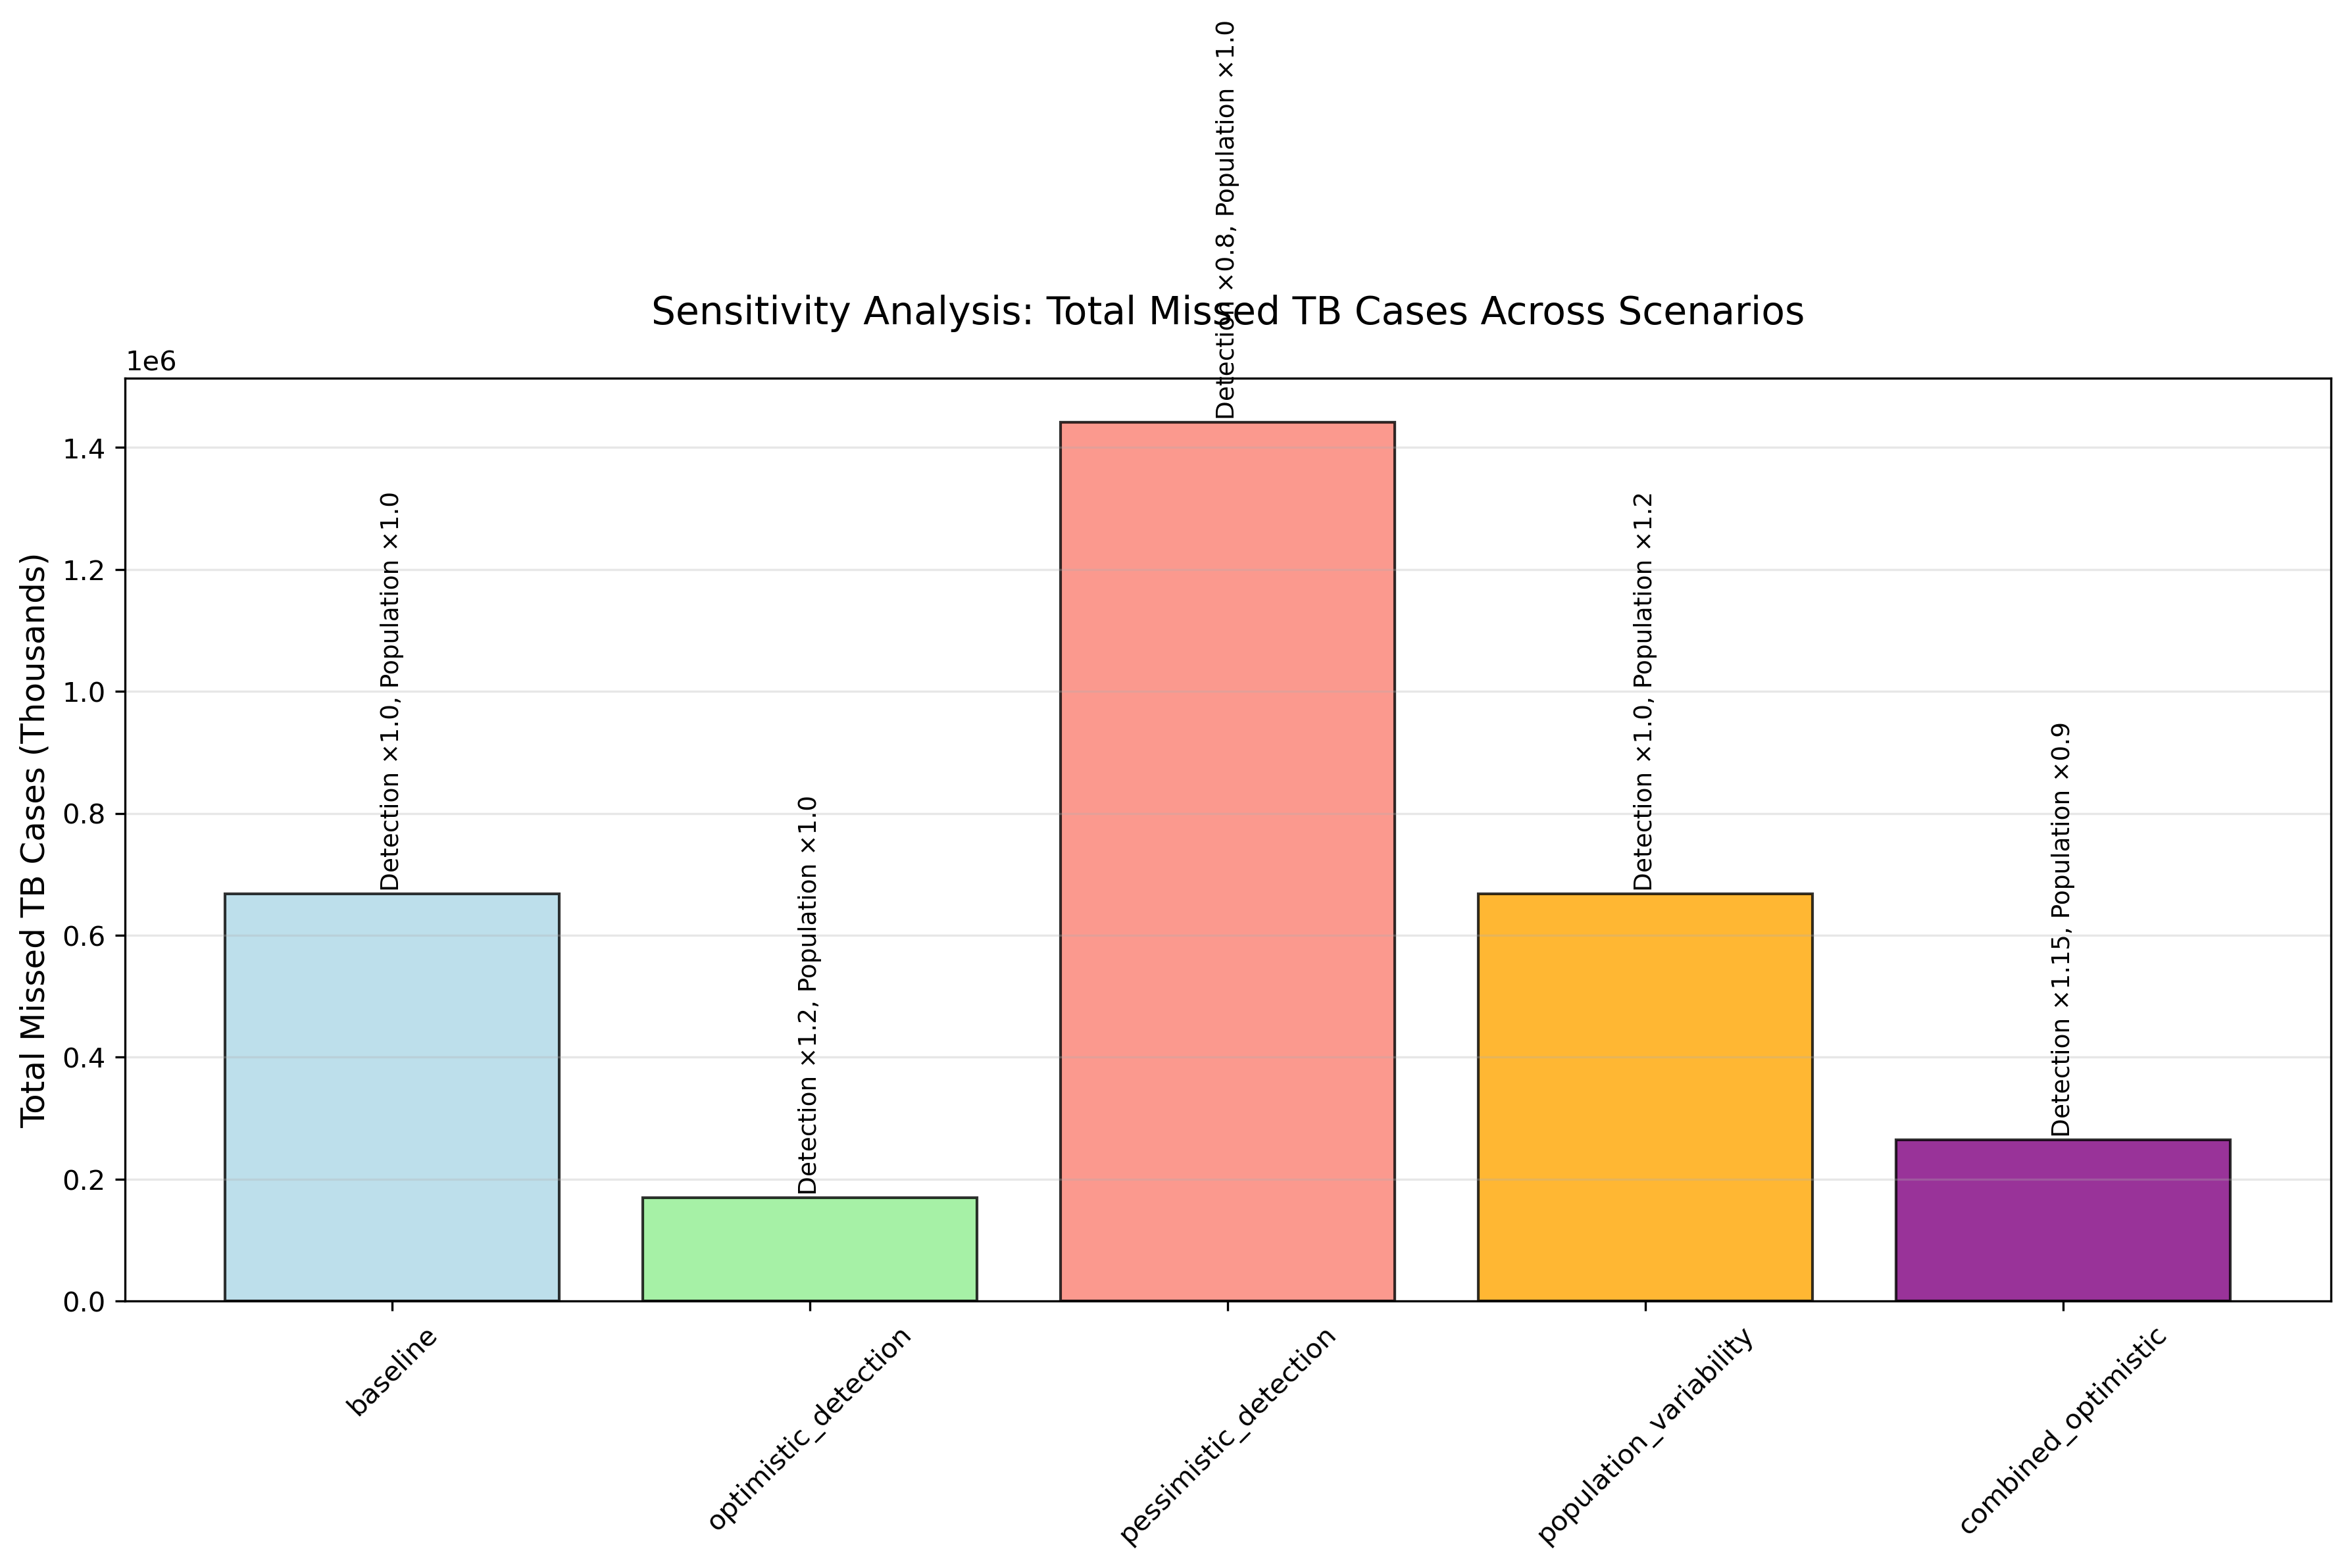 Sensitivity Analysis: Total Missed TB Cases Across Scenarios
1e6
Total Missed TB Cases (Thousands)
1.4
1.2
1.0
0.8
0.6
0.4
0.2
0.0
Detection ×1.0, Population ×1.0
Detection ×1.2, Population ×1.0
Detection ×0.8, Population ×1.0
Detection ×1.0, Population ×1.2
Detection ×1.15, Population ×0.9
baseline
optimistic_detection
pessimistic_detection
population_variability
combined_optimistic